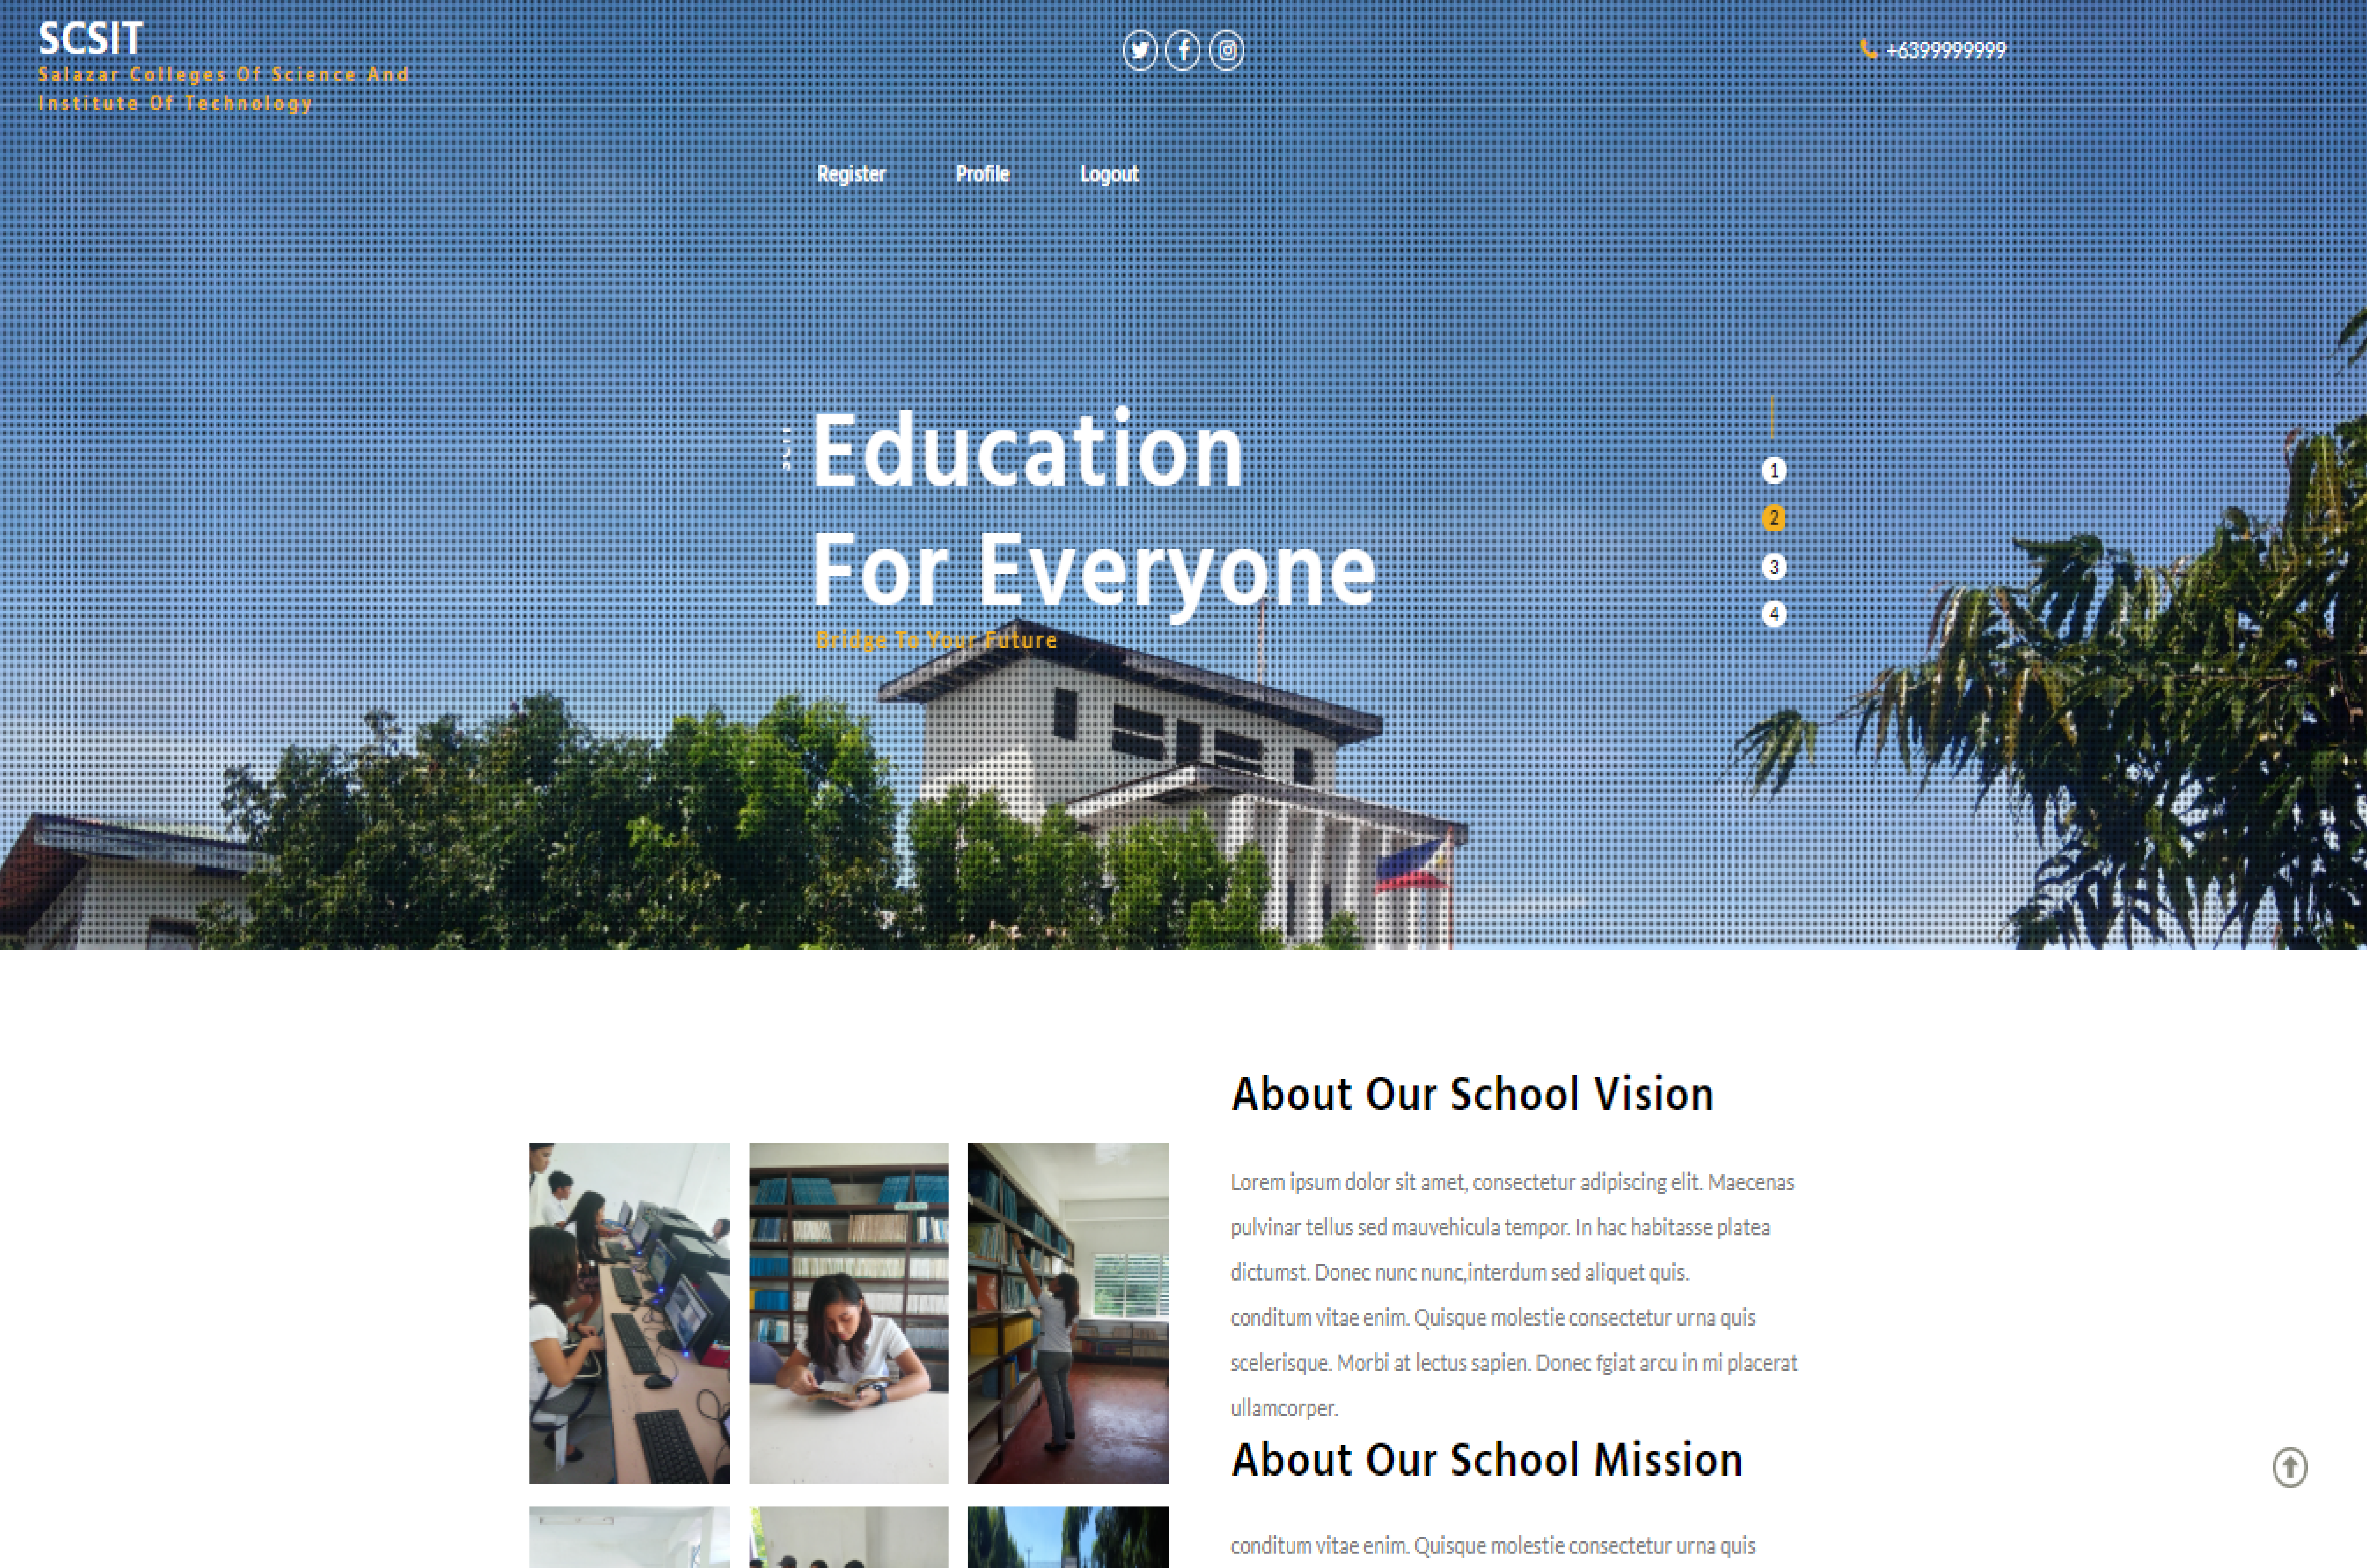 SCSIT
Salazar Colleges Of Science And
Institute Of Technology
+6399999999
Register Profile Logout
Education
For Everyone
Bridge To Your Future
1
2
3
4
About Our School Vision
Lorem ipsum dolor sit amet, consectetur adipiscing elit. Maecenas
pulvinar tellus sed mauvehicula tempor. In hac habitasse platea
dictumst. Donec nunc nunc,interdum sed aliquet quis.
conditum vitae enim. Quisque molestie consectetur urna quis
scelerisque. Morbi at lectus sapien. Donec fgiat arcu in mi placerat
ullamcorper.
About Our School Mission
conditum vitae enim. Quisque molestie consectetur urna quis